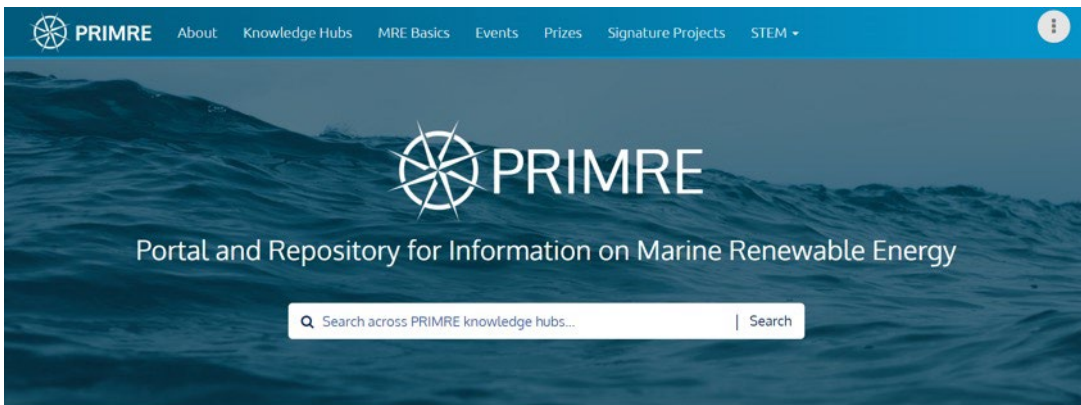 PRIMRE About Knowledge Hubs MRE Basics Events Prizes Signature Projects STEM
PRIMRE
Portal and Repository for Information on Marine Renewable Energy
Search across PRIMRE knowledge hubs... | Search